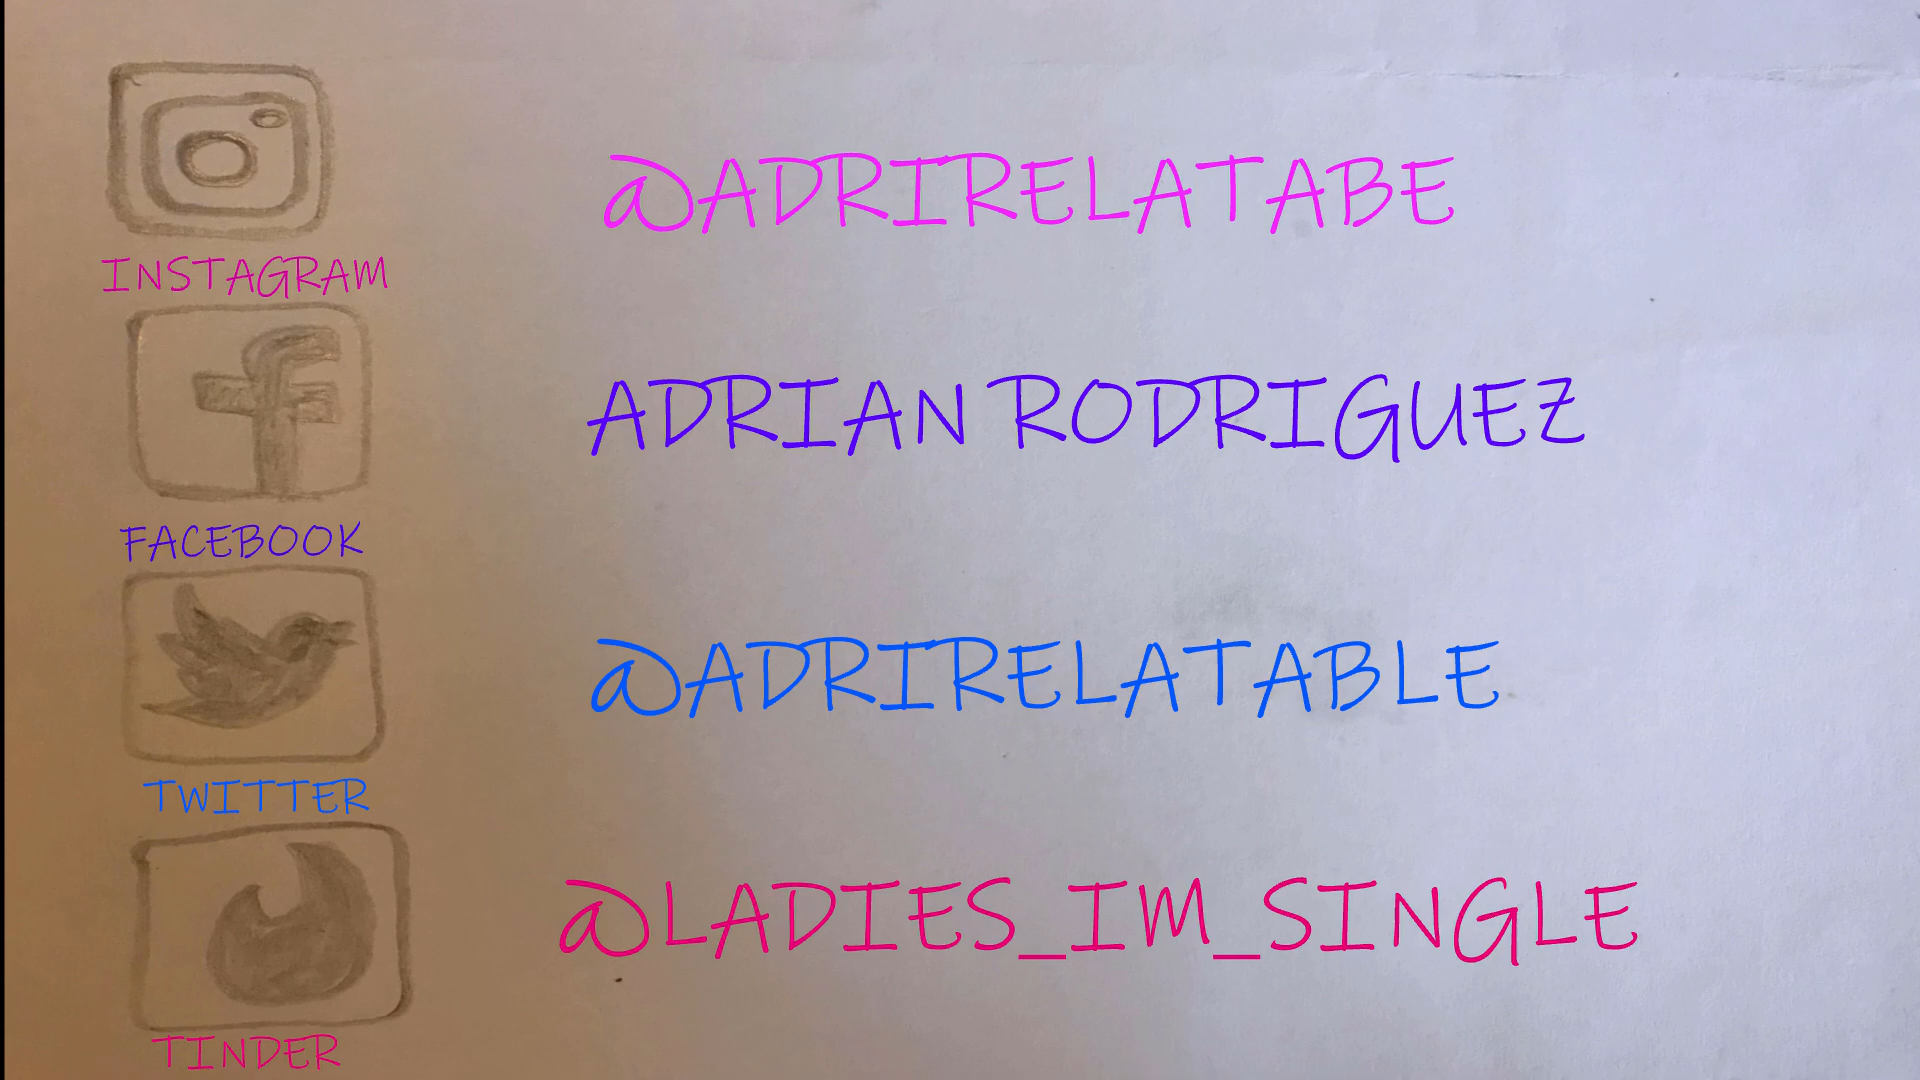 @ADRIRELATABE
INSTAGRAM
ADRIAN RODRIGUEZ
FACEBOOK
@ADRIRELATABLE
TWITTER
@LADIES_IM_SINGLE
TINDER